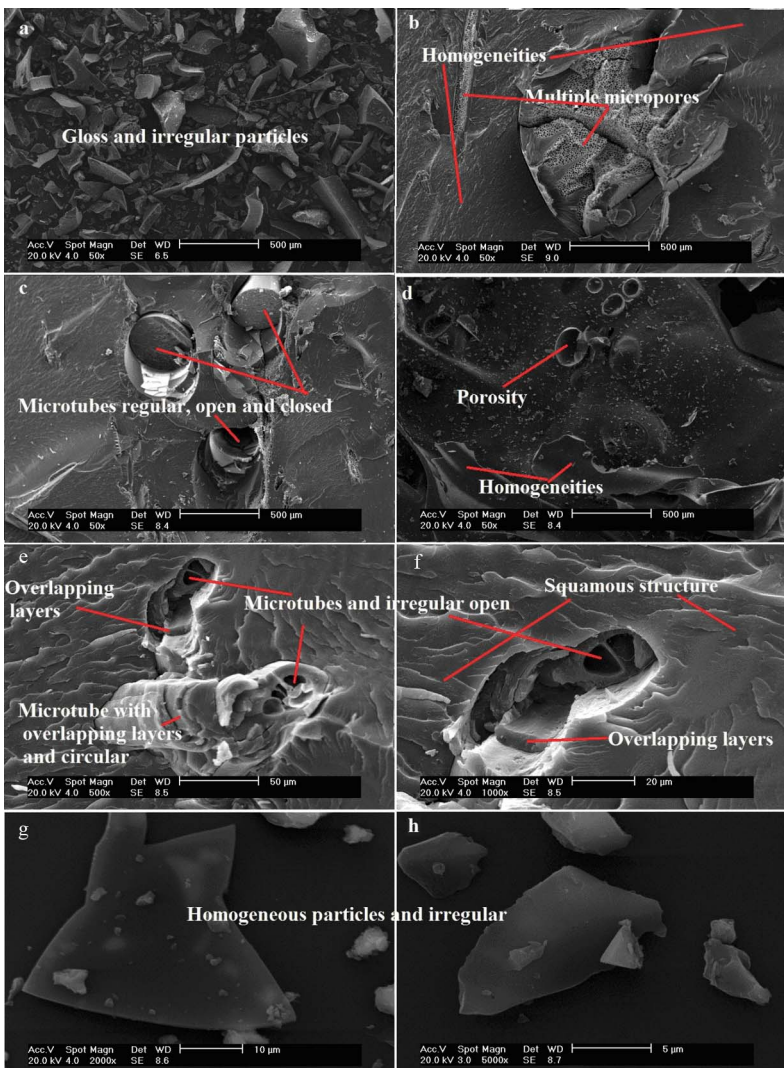 a
Gloss and irregular particles
Acc.V Spot Magn Det WD 500 µm
20.0 kV 4.0 50x SE 6.5
b
Homogeneities
Multiple micropores
Acc.V Spot Magn Det WD 500 µm
20.0 kV 4.0 50x SE 9.0
c
Microtubes regular, open and closed
Acc.V Spot Magn Det WD 500 µm
20.0 kV 4.0 50x SE 8.4
d
Porosity
Homogeneities
Acc.V Spot Magn Det WD 500 µm
20.0 kV 4.0 50x SE 8.4
e
Overlapping
layers
Microtubes and irregular open
Microtube with
overlapping layers
and circular
Acc.V Spot Magn Det WD 50 µm
20.0 kV 4.0 500x SE 8.5
f
Squamous structure
Overlapping layers
Acc.V Spot Magn Det WD 20 µm
20.0 kV 4.0 1000x SE 8.5
g
Homogeneous particles and irregular
Acc.V Spot Magn Det WD 10 µm
20.0 kV 4.0 2000x SE 8.6
h
Acc.V Spot Magn Det WD 5 µm
20.0 kV 3.0 5000x SE 8.7